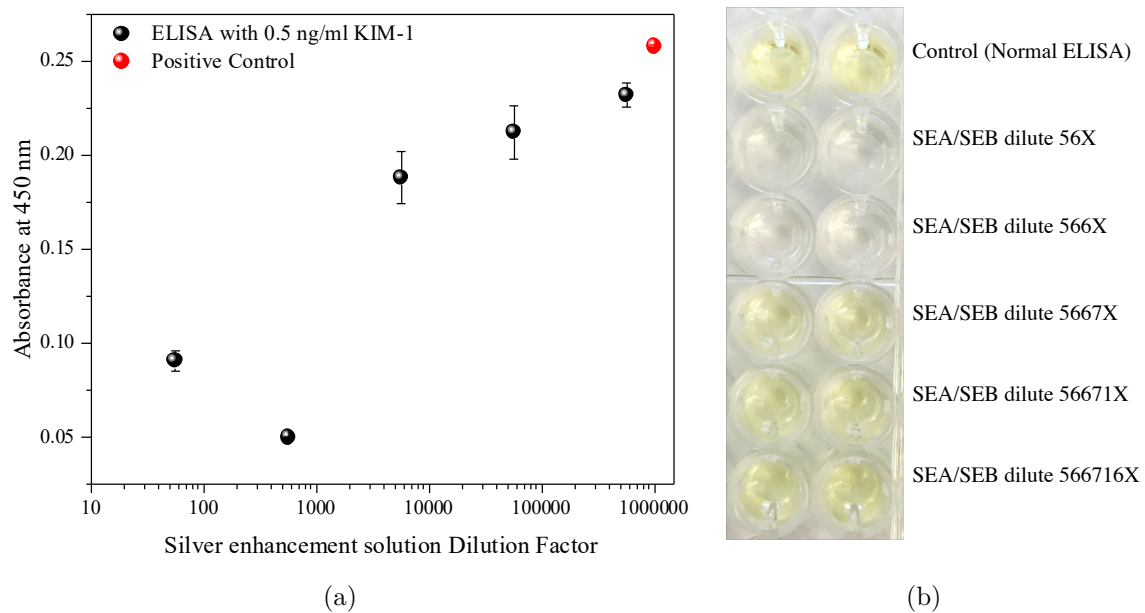 ELISA with 0.5 ng/ml KIM-1
Positive Control
0.25
0.20
0.15
0.10
0.05
Absorbance at 450 nm
10
100
1000
10000
100000
1000000
Silver enhancement solution Dilution Factor
(a)
Control (Normal ELISA)
SEA/SEB dilute 56X
SEA/SEB dilute 566X
SEA/SEB dilute 5667X
SEA/SEB dilute 56671X
SEA/SEB dilute 566716X
(b)